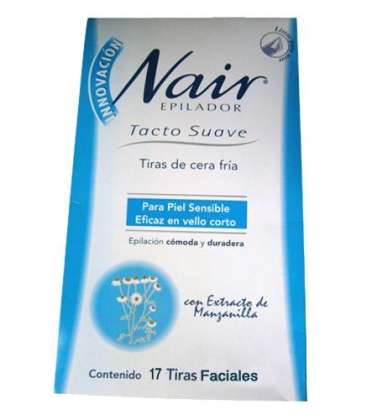 INNOVACIÓN
Nair
EPILADOR
Tacto Suave
Tiras de cera fría
Para Piel Sensible
Eficaz en vello corto
Epilación cómoda y duradera
con Extracto de
Manzanilla
Contenido 17 Tiras Faciales